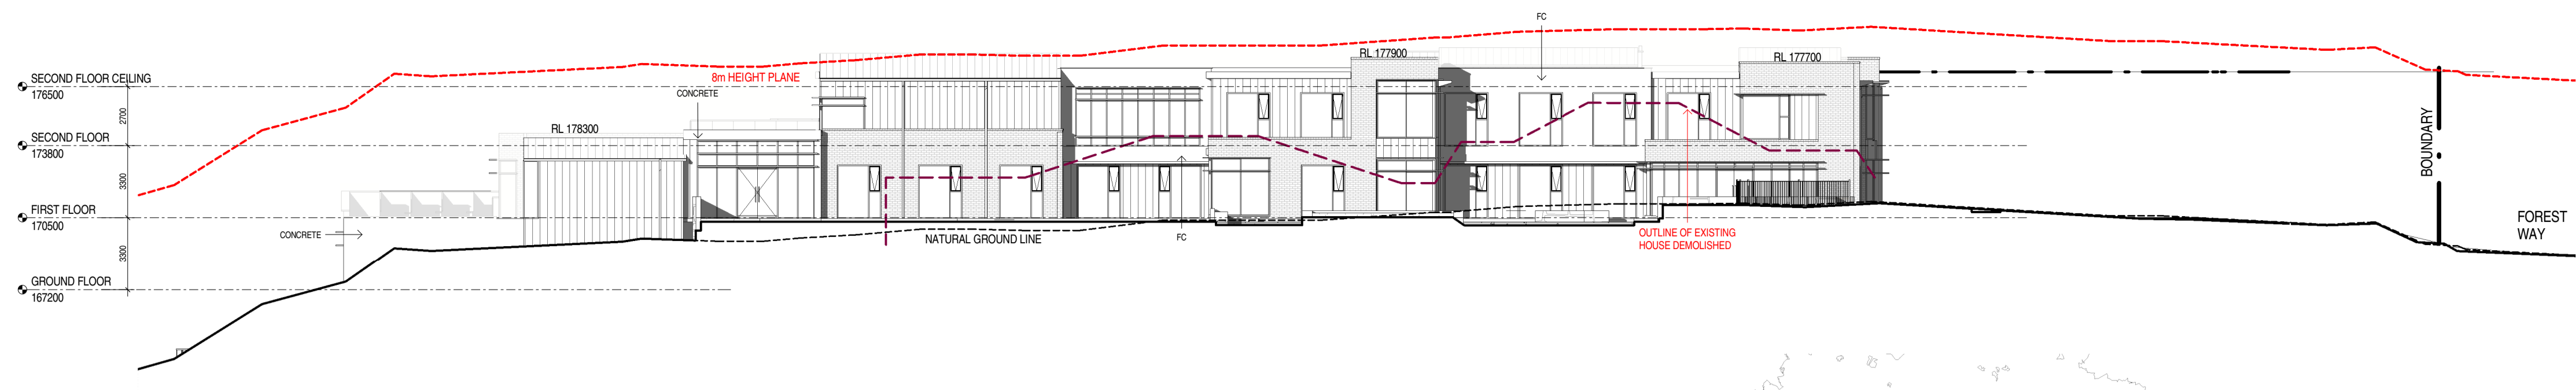 FC
RL 177900
RL 177700
SECOND FLOOR CEILING
176500
8m HEIGHT PLANE
CONCRETE
2700
RL 178300
SECOND FLOOR
173800
BOUNDARY
3300
FIRST FLOOR
170500
CONCRETE
NATURAL GROUND LINE
FC
OUTLINE OF EXISTING
HOUSE DEMOLISHED
FOREST
WAY
3300
GROUND FLOOR
167200